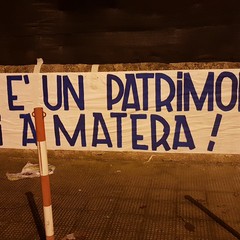 E' UN PATRIMO
A MATERA !